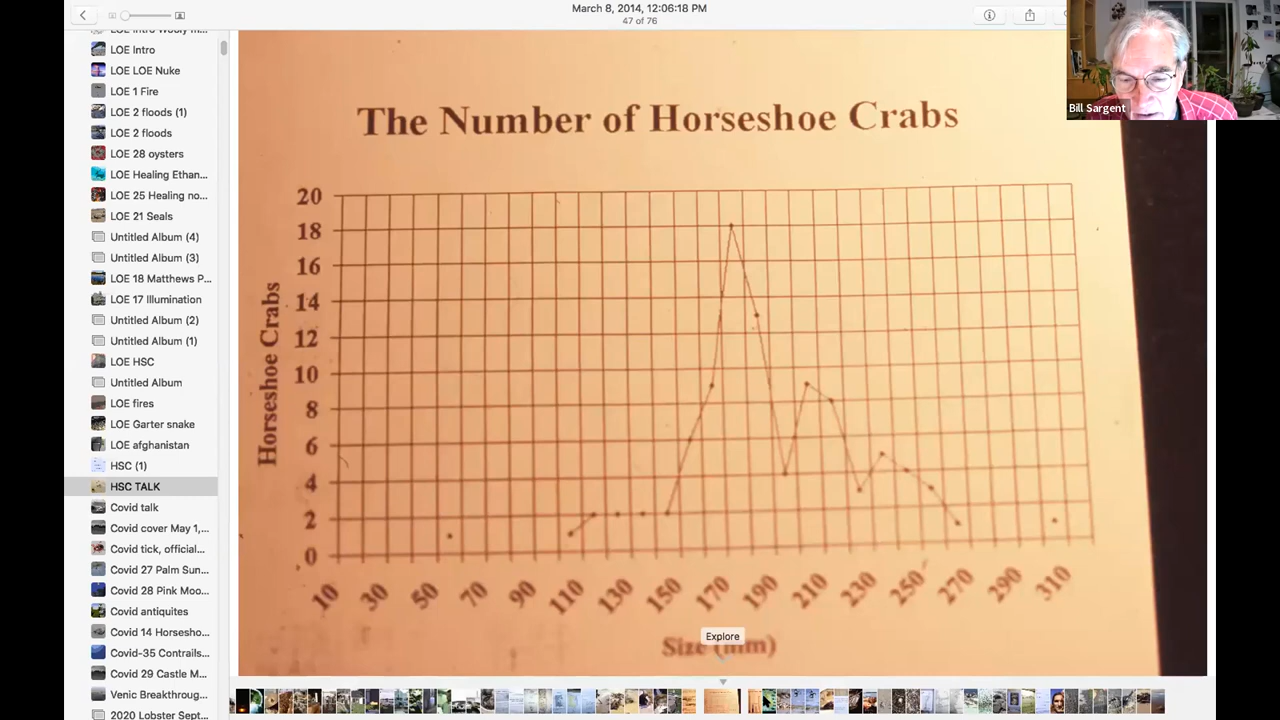 March 8, 2014, 12:06:18 PM
47 of 76
LOE Intro
LOE LOE Nuke
LOE 1 Fire
LOE 2 floods (1)
LOE 2 floods
LOE 28 oysters
LOE Healing Ethan...
LOE 25 Healing no...
LOE 21 Seals
Untitled Album (4)
Untitled Album (3)
LOE 18 Matthews P...
LOE 17 Illumination
Untitled Album (2)
Untitled Album (1)
LOE HSC
Untitled Album
LOE fires
LOE Garter snake
LOE afghanistan
HSC (1)
HSC TALK
Covid talk
Covid cover May 1,...
Covid tick, official...
Covid 27 Palm Sun...
Covid 28 Pink Moo...
Covid antiquites
Covid 14 Horsesho...
Covid-35 Contrails...
Covid 29 Castle M...
Venic Breakthroug...
2020 Lobster Sept...
Bill Sargent
The Number of Horseshoe Crabs
Horseshoe Crabs
20
18
16
14
12
10
8
6
4
2
0
10 30 50 70 90 110 130 150 170 190 210 230 250 270 290 310
Explore
Size (mm)